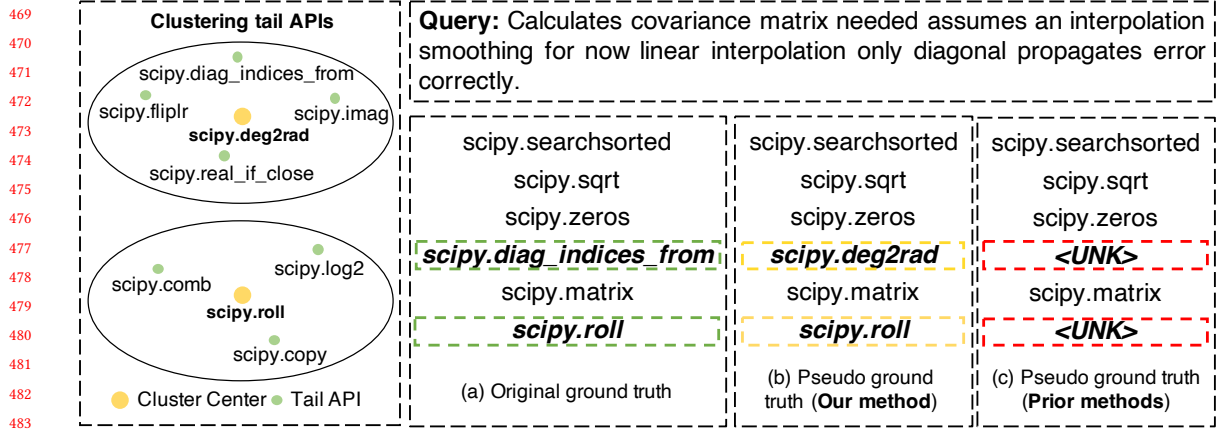 469
470
471
472
473
474
475
476
477
478
479
480
481
482
483
Clustering tail APIs
scipy.diag_indices_from
scipy.fliplr
scipy.imag
scipy.deg2rad
scipy.real_if_close
scipy.log2
scipy.comb
scipy.roll
scipy.copy
Cluster Center
Tail API
Query: Calculates covariance matrix needed assumes an interpolation
smoothing for now linear interpolation only diagonal propagates error
correctly.
scipy.searchsorted
scipy.sqrt
scipy.zeros
scipy.diag_indices_from
scipy.matrix
scipy.roll
(a) Original ground truth
scipy.searchsorted
scipy.sqrt
scipy.zeros
scipy.deg2rad
scipy.matrix
scipy.roll
(b) Pseudo ground
truth (Our method)
scipy.searchsorted
scipy.sqrt
scipy.zeros
<UNK>
scipy.matrix
<UNK>
(c) Pseudo ground truth
(Prior methods)